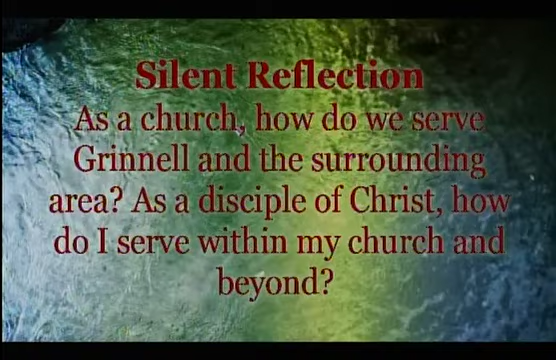 Silent Reflection
As a church, how do we serve
Grinnell and the surrounding
area? As a disciple of Christ, how
do I serve within my church and
beyond?